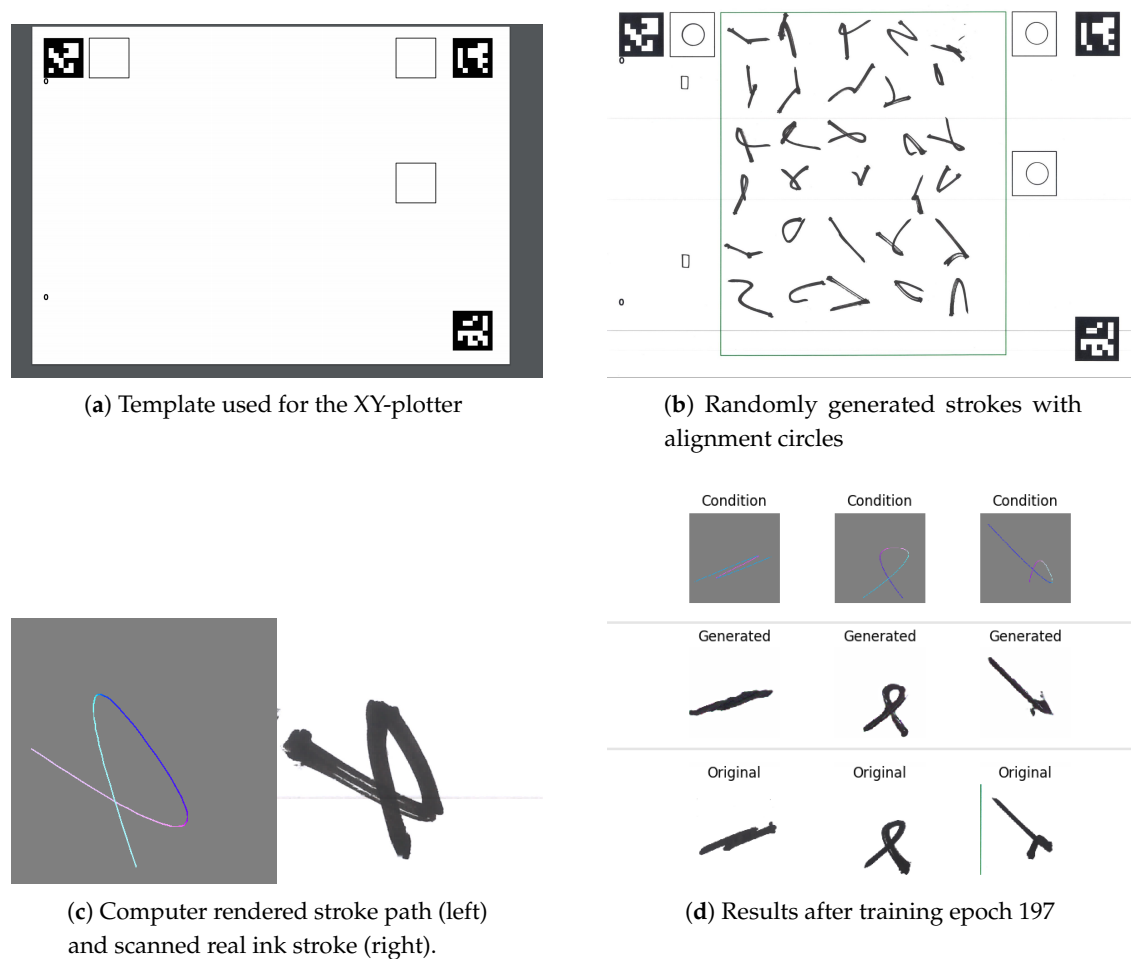 (a) Template used for the XY-plotter
(b) Randomly generated strokes with
alignment circles
Condition
Condition
Condition
Generated
Generated
Generated
Original
Original
Original
(c) Computer rendered stroke path (left)
and scanned real ink stroke (right).
(d) Results after training epoch 197